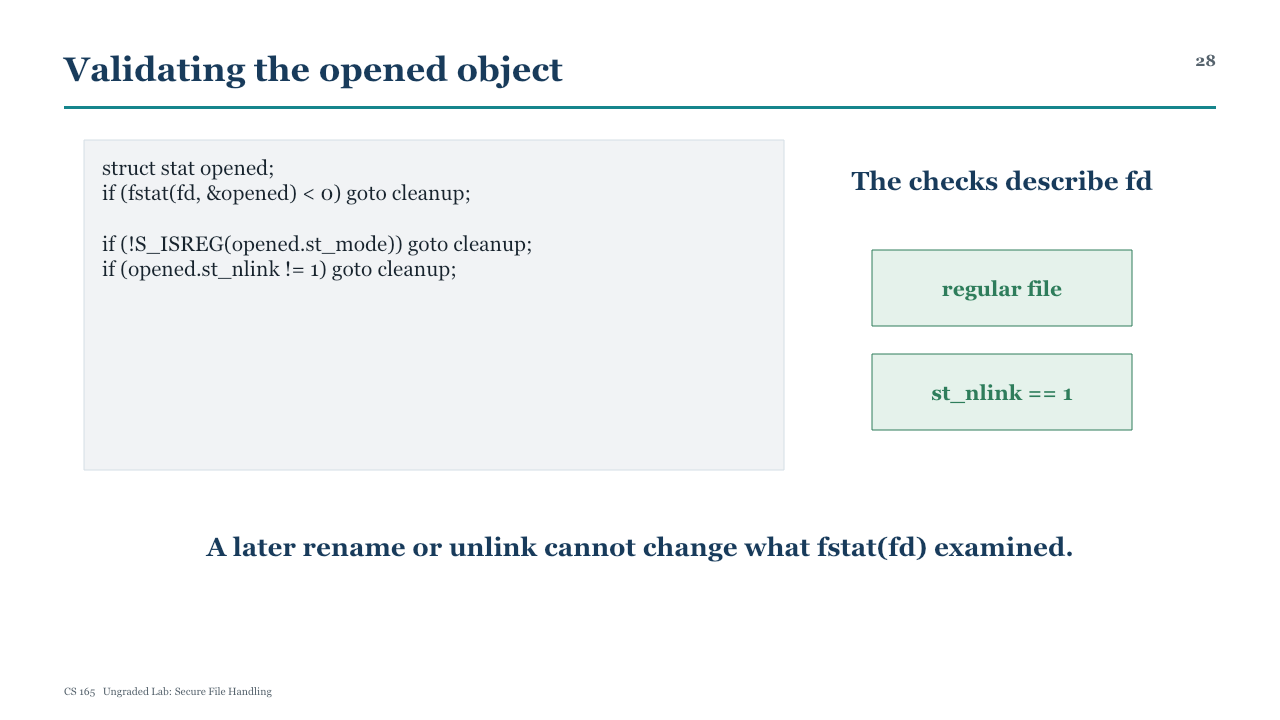 Validating the opened object
28
struct stat opened;
if (fstat(fd, &opened) < 0) goto cleanup;
if (!S_ISREG(opened.st_mode)) goto cleanup;
if (opened.st_nlink != 1) goto cleanup;
The checks describe fd
regular file
st_nlink == 1
A later rename or unlink cannot change what fstat(fd) examined.
CS 165 Ungraded Lab: Secure File Handling